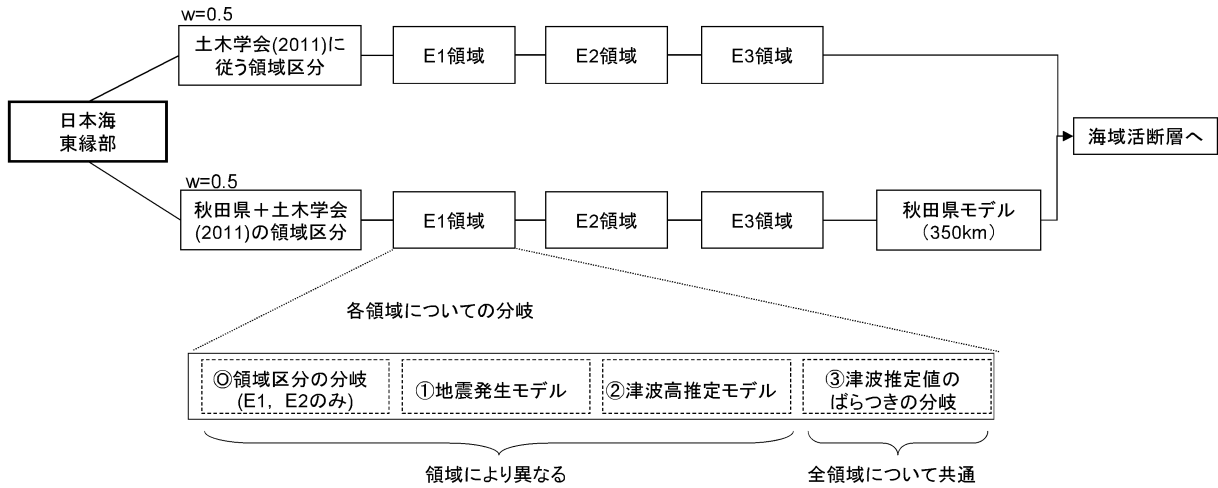 w=0.5
土木学会(2011)に
従う領域区分
E1領域
E2領域
E3領域
日本海
東縁部
海域活断層へ
w=0.5
秋田県+土木学会
(2011)の領域区分
E1領域
E2領域
E3領域
秋田県モデル
(350km)
各領域についての分岐
⓪領域区分の分岐
(E1, E2のみ)
①地震発生モデル
②津波高推定モデル
③津波推定値の
ばらつきの分岐
領域により異なる
全領域について共通